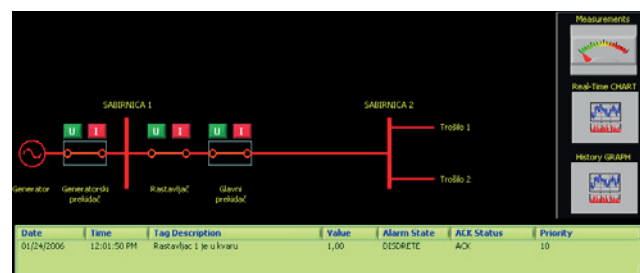 Measurements
Real-Time CHART
History GRAPH
SABIRNICA 1
SABIRNICA 2
U I
U I
U I
Trošilo 1
Trošilo 2
Generator
Generatorski
prekidač
Rastavljač
Glavni
prekidač
Date Time Tag Description Value Alarm State ACK Status Priority
01/24/2006 12:01:50 PM Rastavljac 1 je u kvaru 1,00 DISDRETE ACK 10